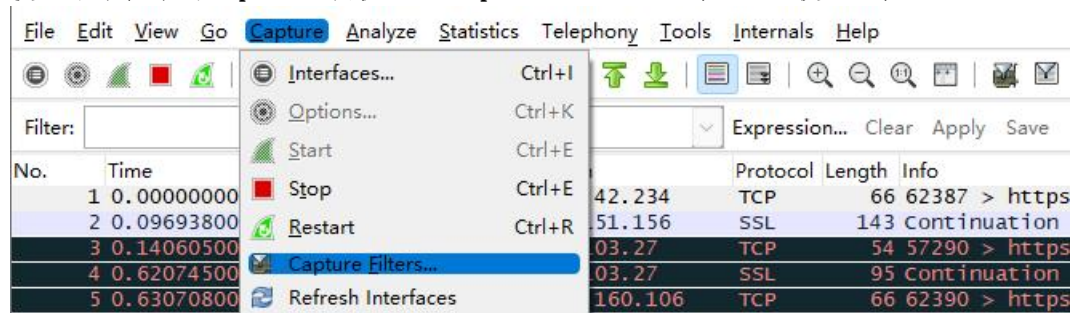 File Edit View Go Capture Analyze Statistics Telephony Tools Internals Help
Interfaces... Ctrl+I
Options... Ctrl+K
Filter: Expression... Clear Apply Save
Start Ctrl+E
No. Time Protocol Length Info
1 0.00000000 Stop Ctrl+E 42.234 TCP 66 62387 > https
2 0.09693800 Restart Ctrl+R 51.156 SSL 143 Continuation
3 0.14060500 03.27 TCP 54 57290 > https
Capture Filters...
4 0.62074500 03.27 SSL 95 Continuation
5 0.63070800 Refresh Interfaces 160.106 TCP 66 62390 > https